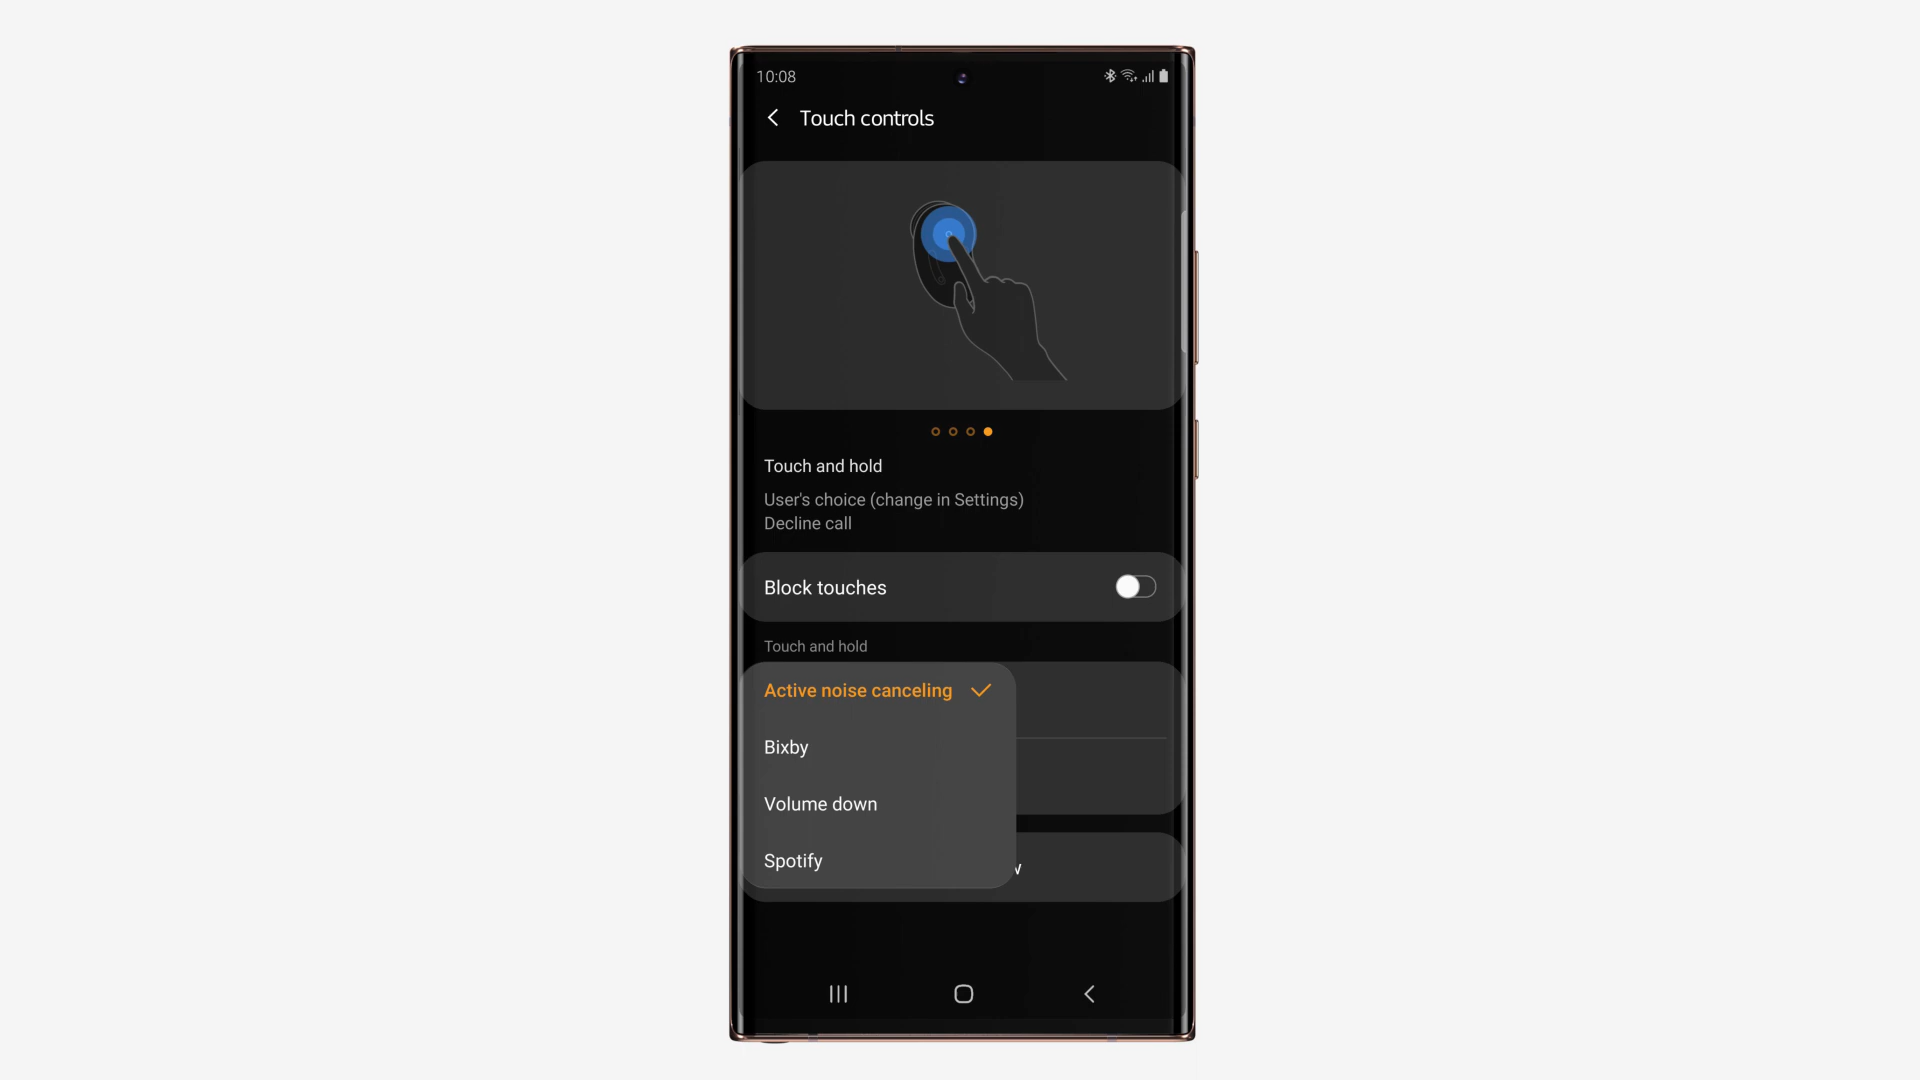 10:08
Touch controls
Touch and hold
User's choice (change in Settings)
Decline call
Block touches
Touch and hold
Active noise canceling
Bixby
Volume down
Spotify